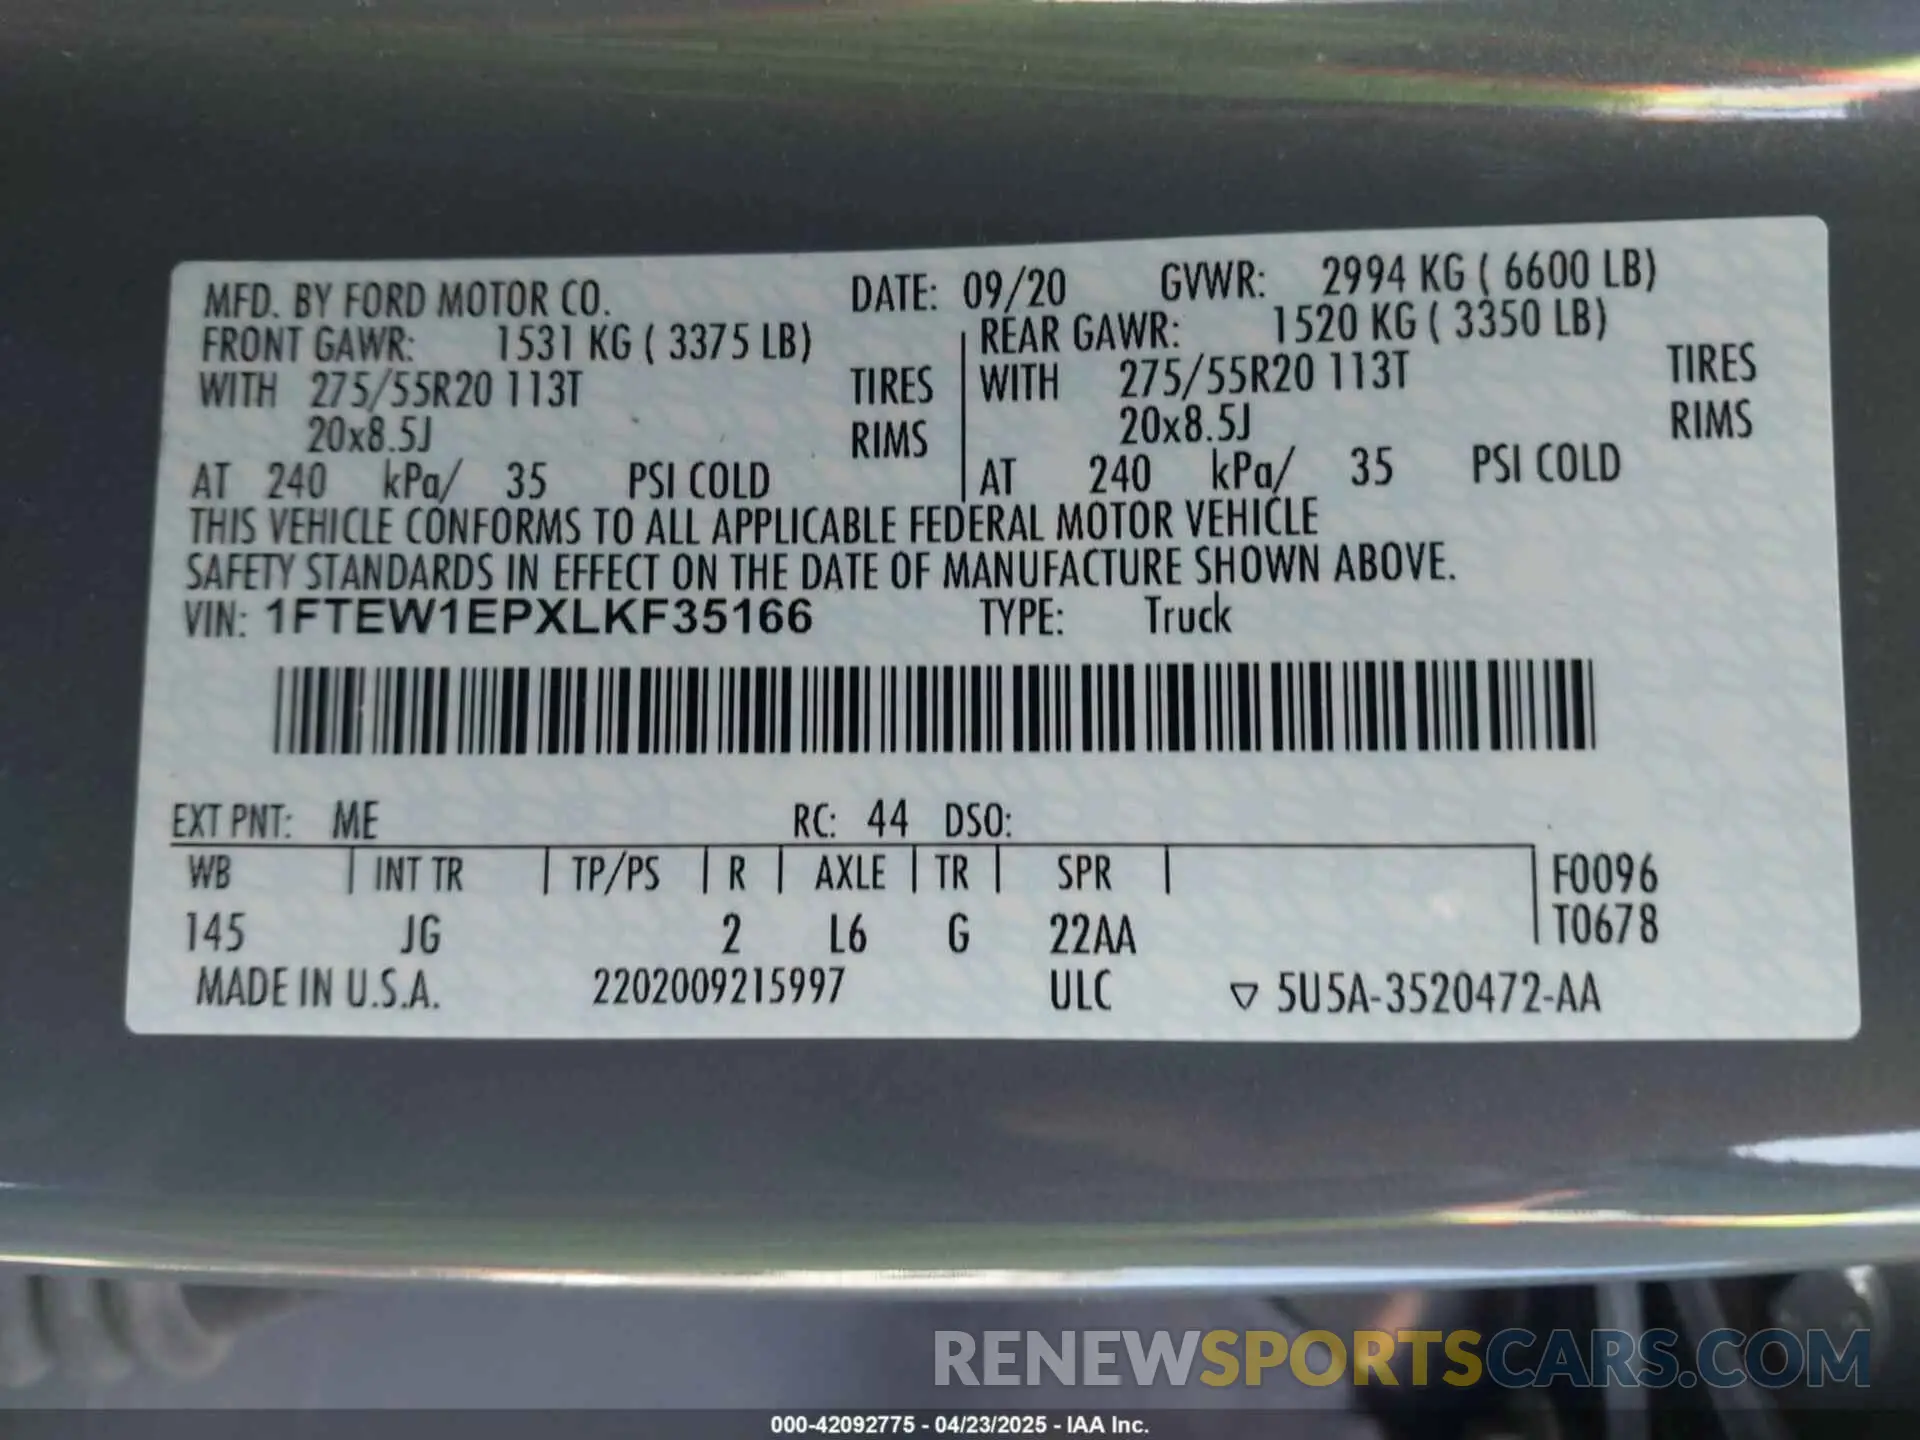 MFD. BY FORD MOTOR CO. DATE: 09/20 GVWR: 2994 KG ( 6600 LB)
FRONT GAWR: 1531 KG ( 3375 LB) REAR GAWR: 1520 KG ( 3350 LB)
WITH 275/55R20 113T TIRES WITH 275/55R20 113T TIRES
20x8.5J RIMS 20x8.5J RIMS
AT 240 kPa/ 35 PSI COLD AT 240 kPa/ 35 PSI COLD
THIS VEHICLE CONFORMS TO ALL APPLICABLE FEDERAL MOTOR VEHICLE
SAFETY STANDARDS IN EFFECT ON THE DATE OF MANUFACTURE SHOWN ABOVE.
VIN: 1FTEW1EPXLKF35166 TYPE: Truck
EXT PNT: ME RC: 44 DSO:
WB INT TR TP/PS R AXLE TR SPR F0096
145 JG 2 L6 G 22AA T0678
MADE IN U.S.A. 2202009215997 ULC ▽ 5U5A-3520472-AA
RENEWSPORTSCARS.COM
000-42092775 - 04/23/2025 - IAA Inc.